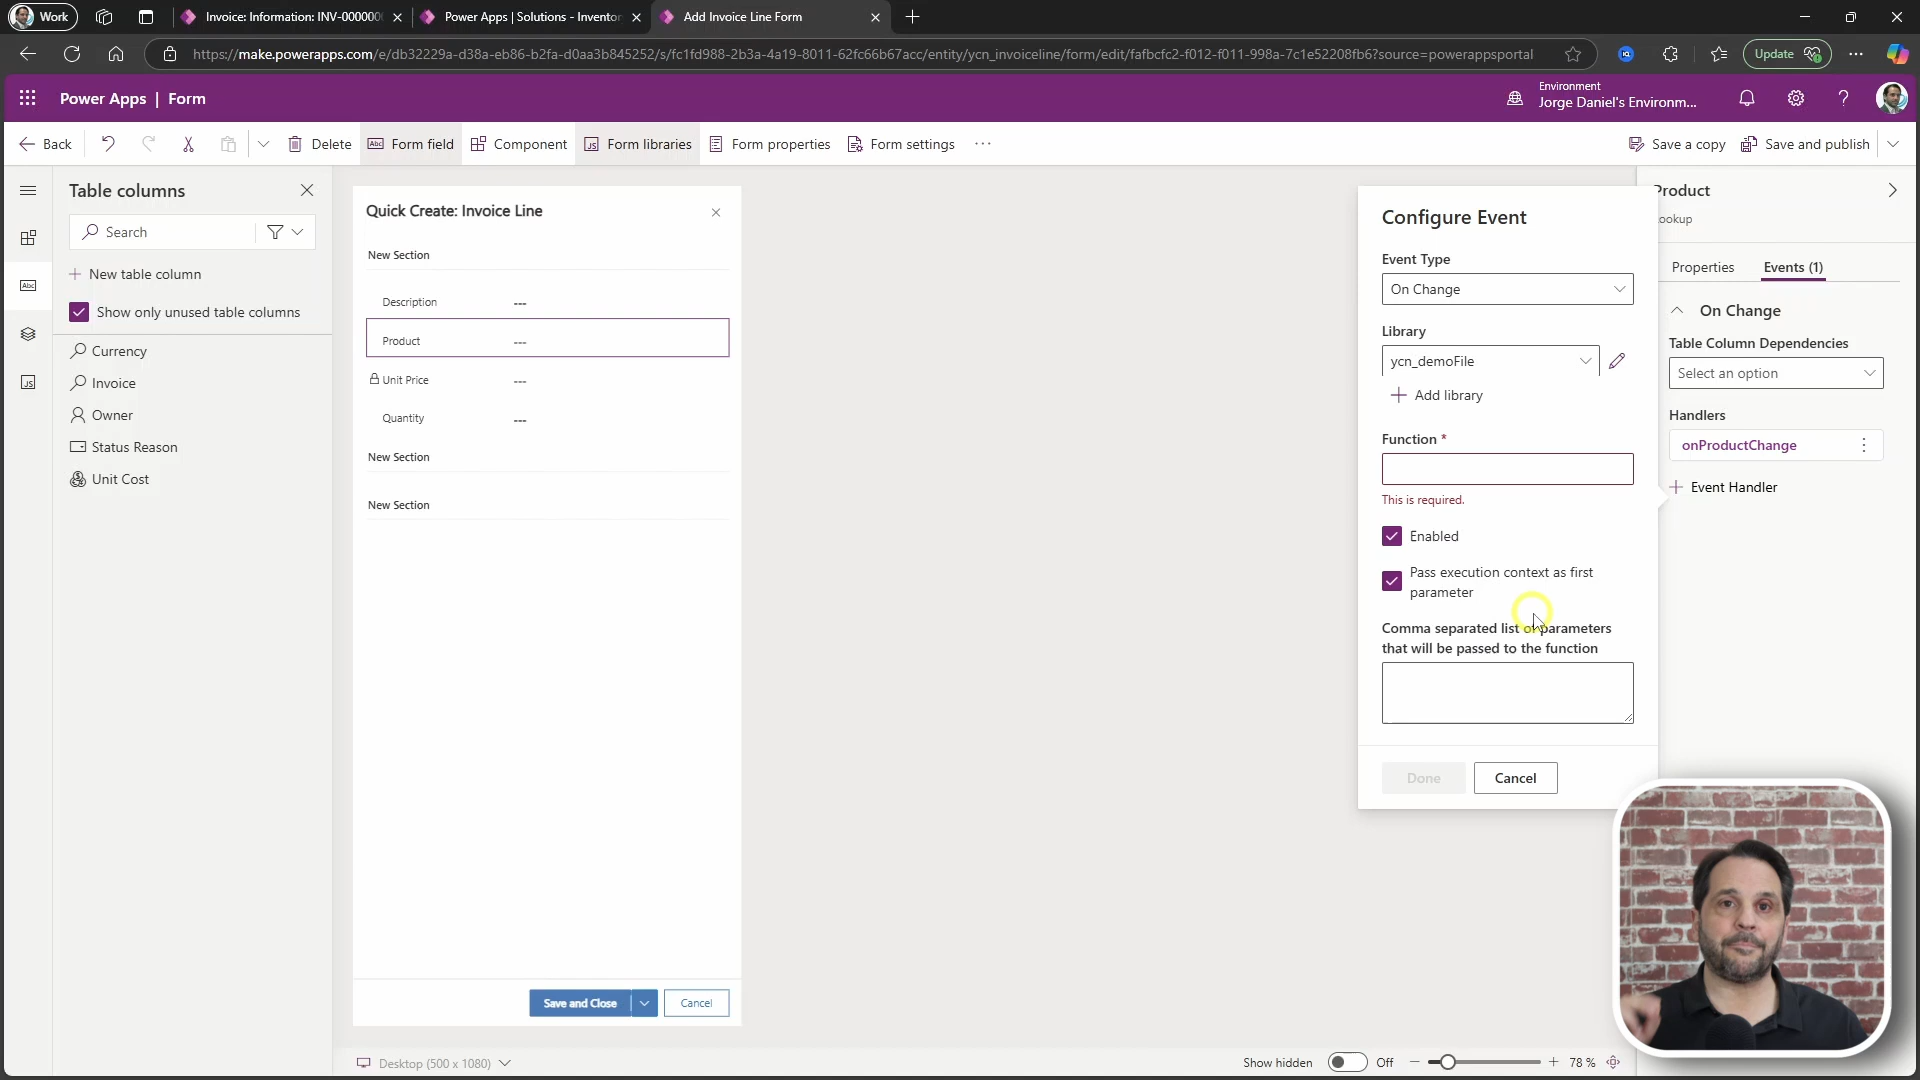 Work
Invoice: Information: INV-0000000
Power Apps | Solutions - Inventor
Add Invoice Line Form
https://make.powerapps.com/e/db32229a-d38a-eb86-b2fa-d0aa3b845252/s/fc1fd988-2b3a-4a19-8011-62fc66b67acc/entity/ycn_invoiceline/form/edit/fafbcfc2-f012-f011-998a-7c1e52208fb6?source=powerappsportal
Update
Power Apps | Form
Environment
Jorge Daniel's Environm...
Back
Delete
Abc Form field
Component
JS Form libraries
Form properties
Form settings
Save a copy
Save and publish
Table columns
Search
New table column
Abc
Show only unused table columns
Currency
Invoice
JS
Owner
Status Reason
Unit Cost
Quick Create: Invoice Line
New Section
Description ---
Product ---
Unit Price ---
Quantity ---
New Section
New Section
Save and Close
Cancel
Configure Event
Event Type
On Change
Library
ycn_demoFile
Add library
Function *
This is required.
Enabled
Pass execution context as first
parameter
Comma separated list of parameters
that will be passed to the function
Done
Cancel
Product
Lookup
Properties
Events (1)
On Change
Table Column Dependencies
Select an option
Handlers
onProductChange
Event Handler
Desktop (500 x 1080)
Show hidden
Off
78 %